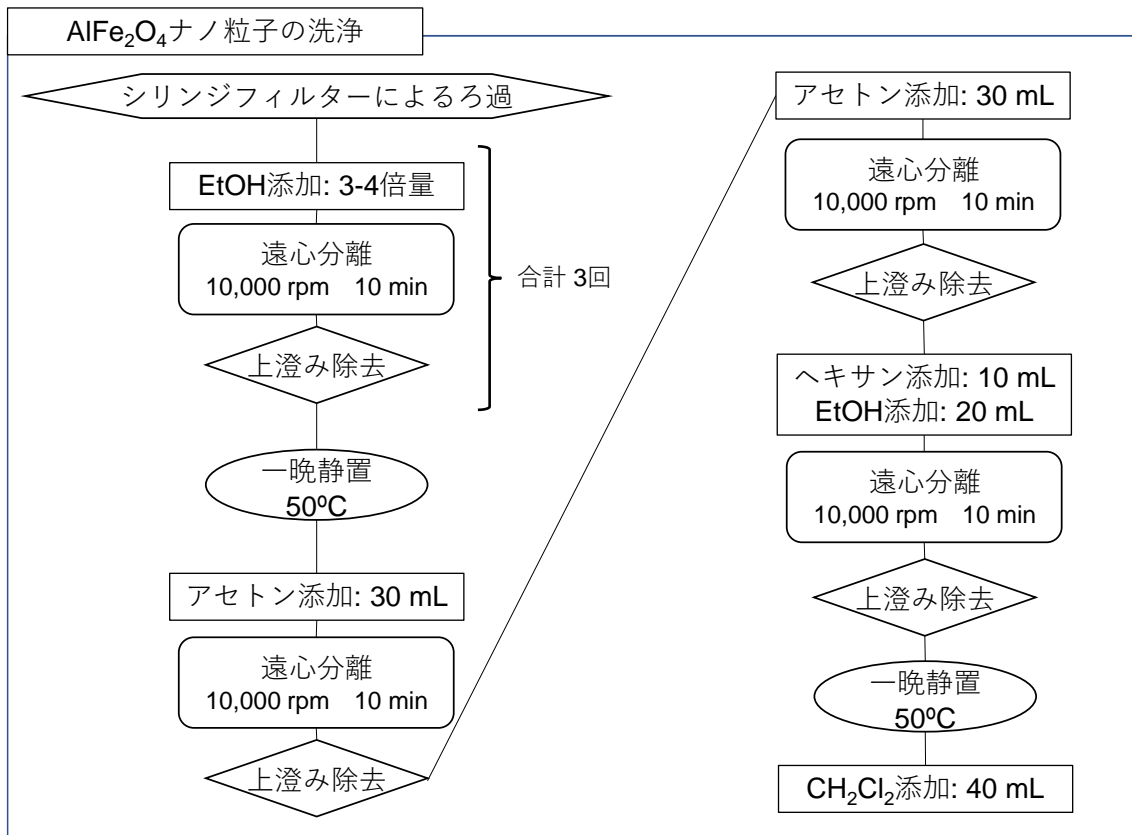 AlFe₂O₄ナノ粒子の洗浄
シリンジフィルターによるろ過
EtOH添加: 3-4倍量
遠心分離
10,000 rpm 10 min
上澄み除去
合計 3回
一晩静置
50ºC
アセトン添加: 30 mL
遠心分離
10,000 rpm 10 min
上澄み除去
アセトン添加: 30 mL
遠心分離
10,000 rpm 10 min
上澄み除去
ヘキサン添加: 10 mL
EtOH添加: 20 mL
遠心分離
10,000 rpm 10 min
上澄み除去
一晩静置
50ºC
CH₂Cl₂添加: 40 mL